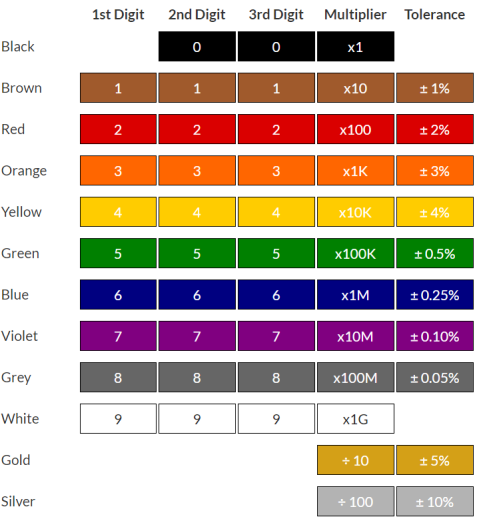 1st Digit 2nd Digit 3rd Digit Multiplier Tolerance
Black 0 0 x1
Brown 1 1 1 x10 ± 1%
Red 2 2 2 x100 ± 2%
Orange 3 3 3 x1K ± 3%
Yellow 4 4 4 x10K ± 4%
Green 5 5 5 x100K ± 0.5%
Blue 6 6 6 x1M ± 0.25%
Violet 7 7 7 x10M ± 0.10%
Grey 8 8 8 x100M ± 0.05%
White 9 9 9 x1G
Gold ÷ 10 ± 5%
Silver ÷ 100 ± 10%